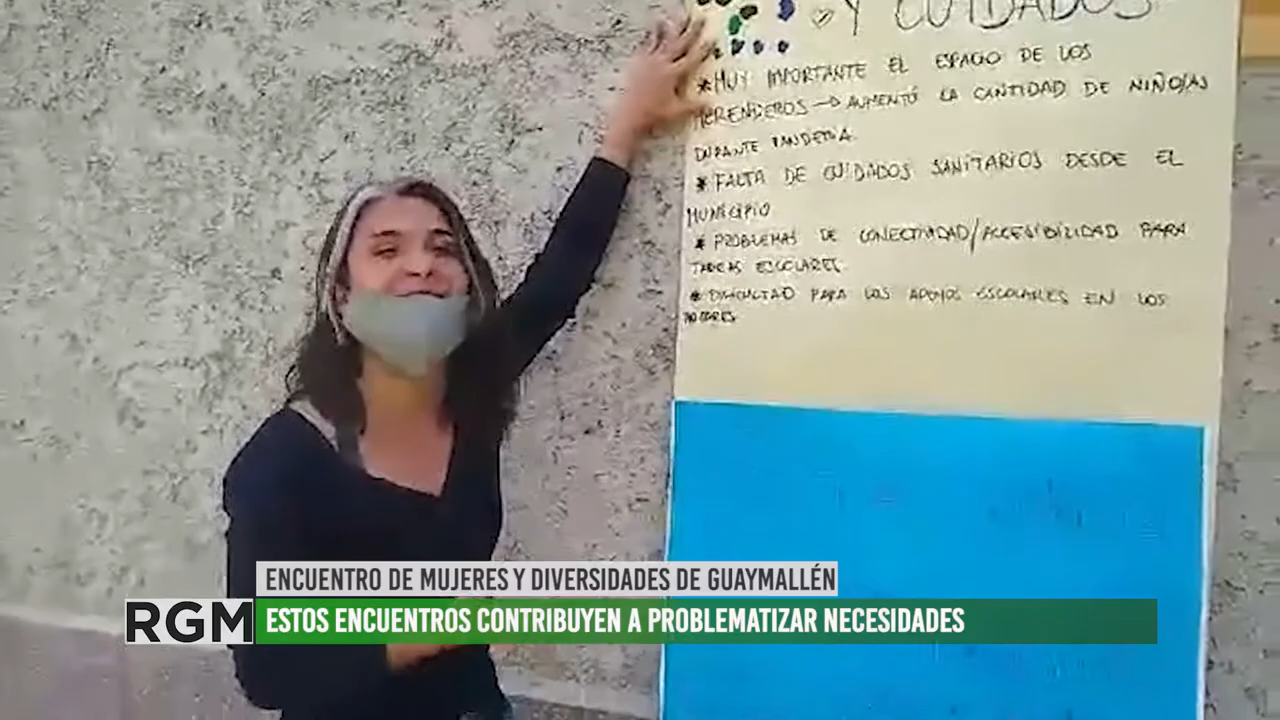 Y CUIDADOS
*MUY IMPORTANTE EL ESPACIO DE LOS
MERENDEROS → AUMENTÓ LA CANTIDAD DE NIÑO/AS
DURANTE PANDEMIA.
* FALTA DE CUIDADOS SANITARIOS DESDE EL
MUNICIPIO
* PROBLEMAS DE CONECTIVIDAD/ACCESIBILIDAD PARA
TAREAS ESCOLARES
* DIFICULTAD PARA LOS APOYOS ESCOLARES EN LOS
ENCUENTRO DE MUJERES Y DIVERSIDADES DE GUAYMALLÉN
RGM ESTOS ENCUENTROS CONTRIBUYEN A PROBLEMATIZAR NECESIDADES